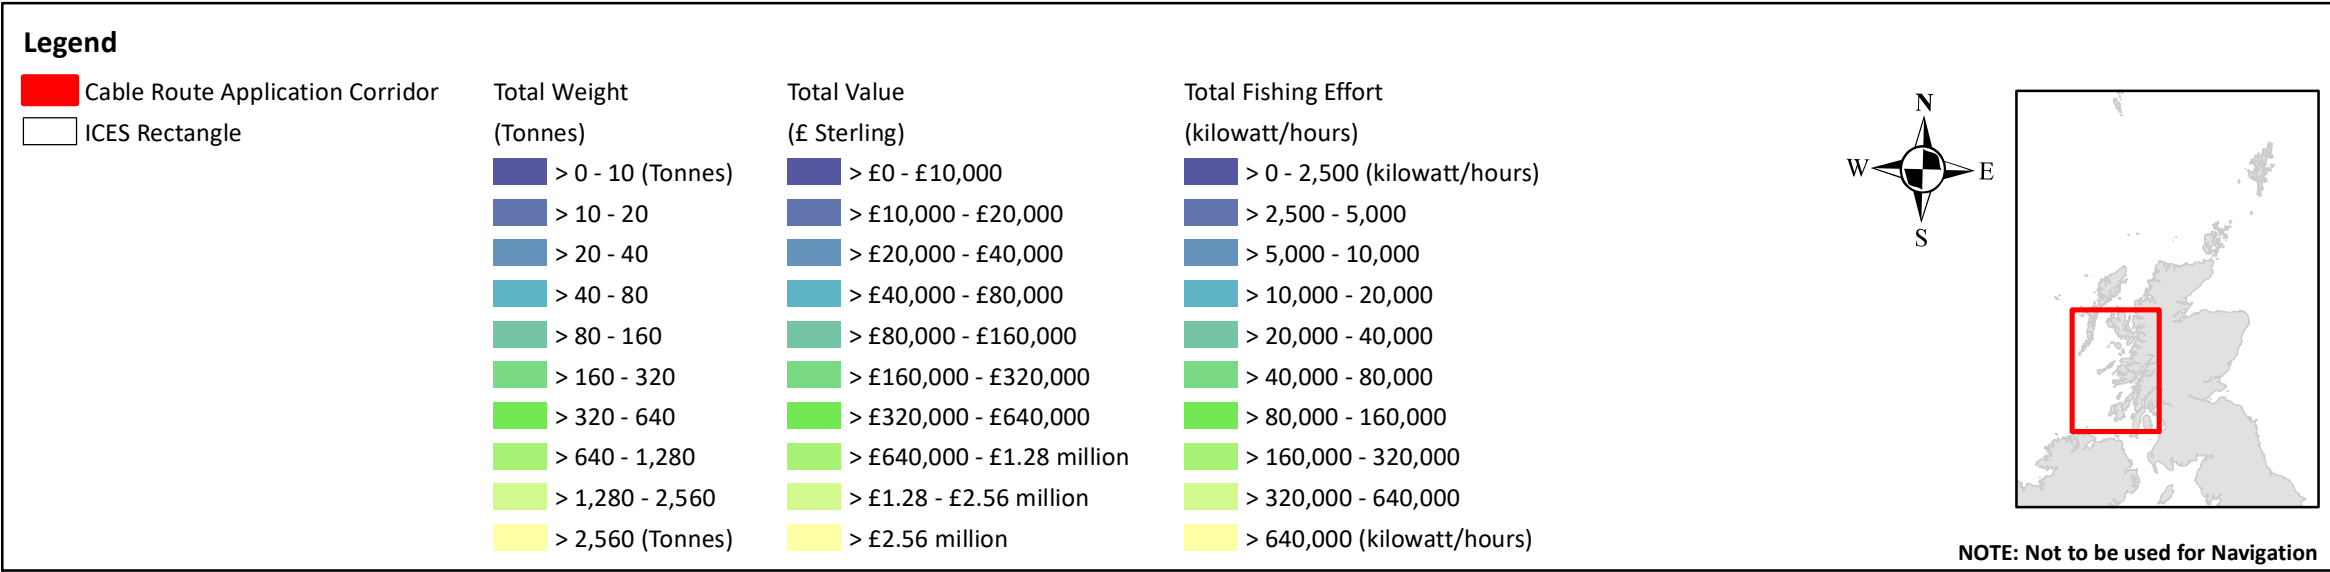 Legend
Cable Route Application Corridor
ICES Rectangle
Total Weight
(Tonnes)
> 0 - 10 (Tonnes)
> 10 - 20
> 20 - 40
> 40 - 80
> 80 - 160
> 160 - 320
> 320 - 640
> 640 - 1,280
> 1,280 - 2,560
> 2,560 (Tonnes)
Total Value
(£ Sterling)
> £0 - £10,000
> £10,000 - £20,000
> £20,000 - £40,000
> £40,000 - £80,000
> £80,000 - £160,000
> £160,000 - £320,000
> £320,000 - £640,000
> £640,000 - £1.28 million
> £1.28 - £2.56 million
> £2.56 million
Total Fishing Effort
(kilowatt/hours)
> 0 - 2,500 (kilowatt/hours)
> 2,500 - 5,000
> 5,000 - 10,000
> 10,000 - 20,000
> 20,000 - 40,000
> 40,000 - 80,000
> 80,000 - 160,000
> 160,000 - 320,000
> 320,000 - 640,000
> 640,000 (kilowatt/hours)
N
W E
S
NOTE: Not to be used for Navigation